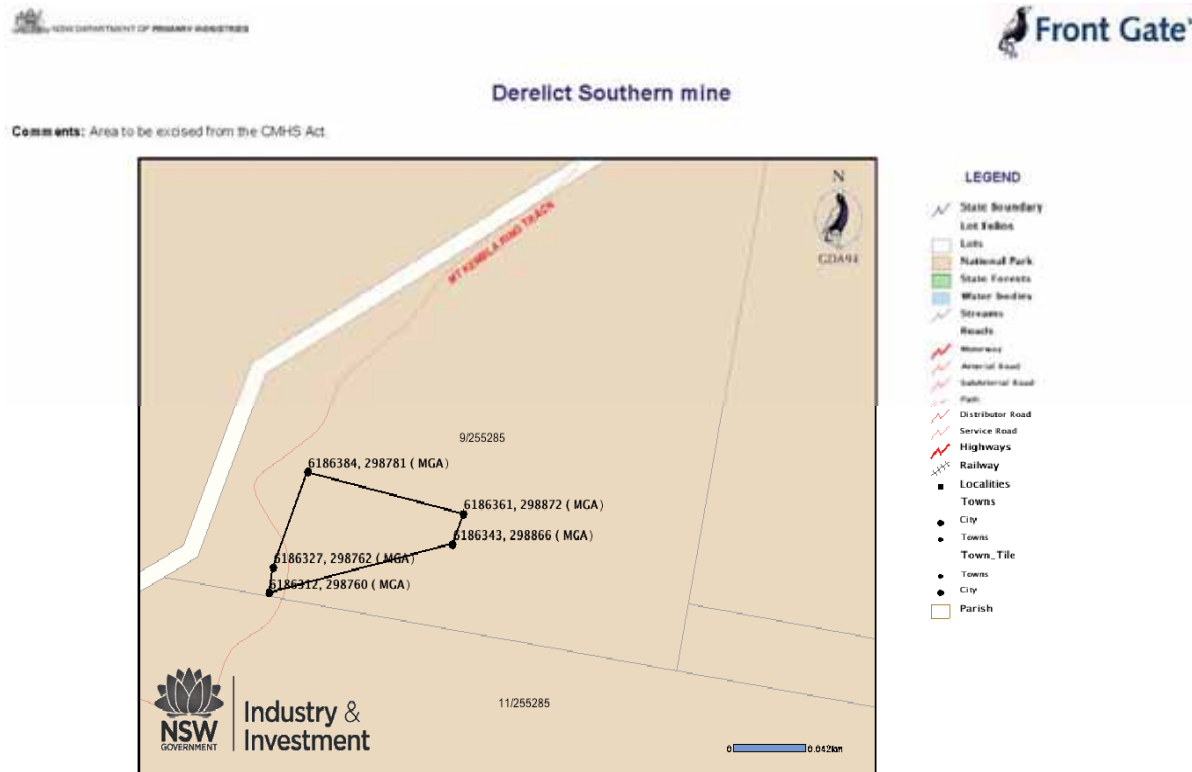 NSW DEPARTMENT OF PRIMARY INDUSTRIES
Front Gate
Derelict Southern mine
Comments: Area to be excised from the CMHS Act
MT KEMBLA RING TRACK
N
GDA94
9/255285
6186384, 298781 ( MGA)
6186361, 298872 ( MGA)
6186343, 298866 ( MGA)
6186327, 298762 ( MGA)
6186312, 298760 ( MGA)
11/255285
NSW
GOVERNMENT
Industry &
Investment
0
0.042km
LEGEND
State Boundary
Lot
Lots
National Park
State Forests
Water bodies
Streams
Roads
Motorway
Arterial Road
Road
Path
Distributor Road
Service Road
Highways
Railway
Localities
Towns
City
Towns
Town_Tile
Towns
City
Parish